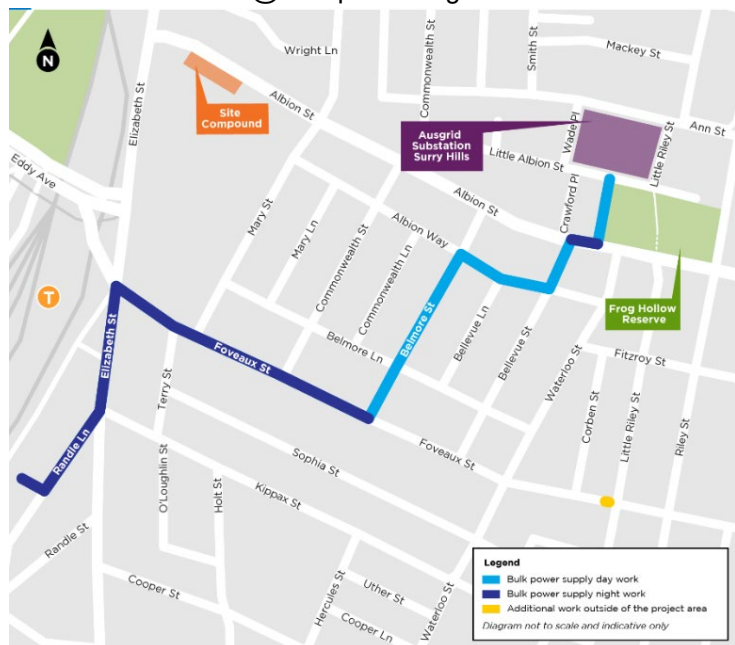 N
Wright Ln
Commonwealth St
Smith St
Mackey St
Elizabeth St
Site
Compound
Albion St
Ausgrid
Substation
Surry Hills
Wade Pl
Ann St
Little Riley St
Little Albion St
Eddy Ave
Crawford Pl
Mary St
Mary Ln
Albion Way
Albion St
Commonwealth St
Commonwealth Ln
T
Frog Hollow
Reserve
Elizabeth St
Foveaux St
Belmore St
Belmore Ln
Bellevue Ln
Bellevue St
Waterloo St
Fitzroy St
Terry St
Corben St
Little Riley St
Riley St
Foveaux St
Randle Ln
Sophia St
O'Loughlin St
Holt St
Kippax St
Randle St
Cooper St
Hercules St
Uther St
Cooper Ln
Waterloo St
Legend
Bulk power supply day work
Bulk power supply night work
Additional work outside of the project area
Diagram not to scale and indicative only